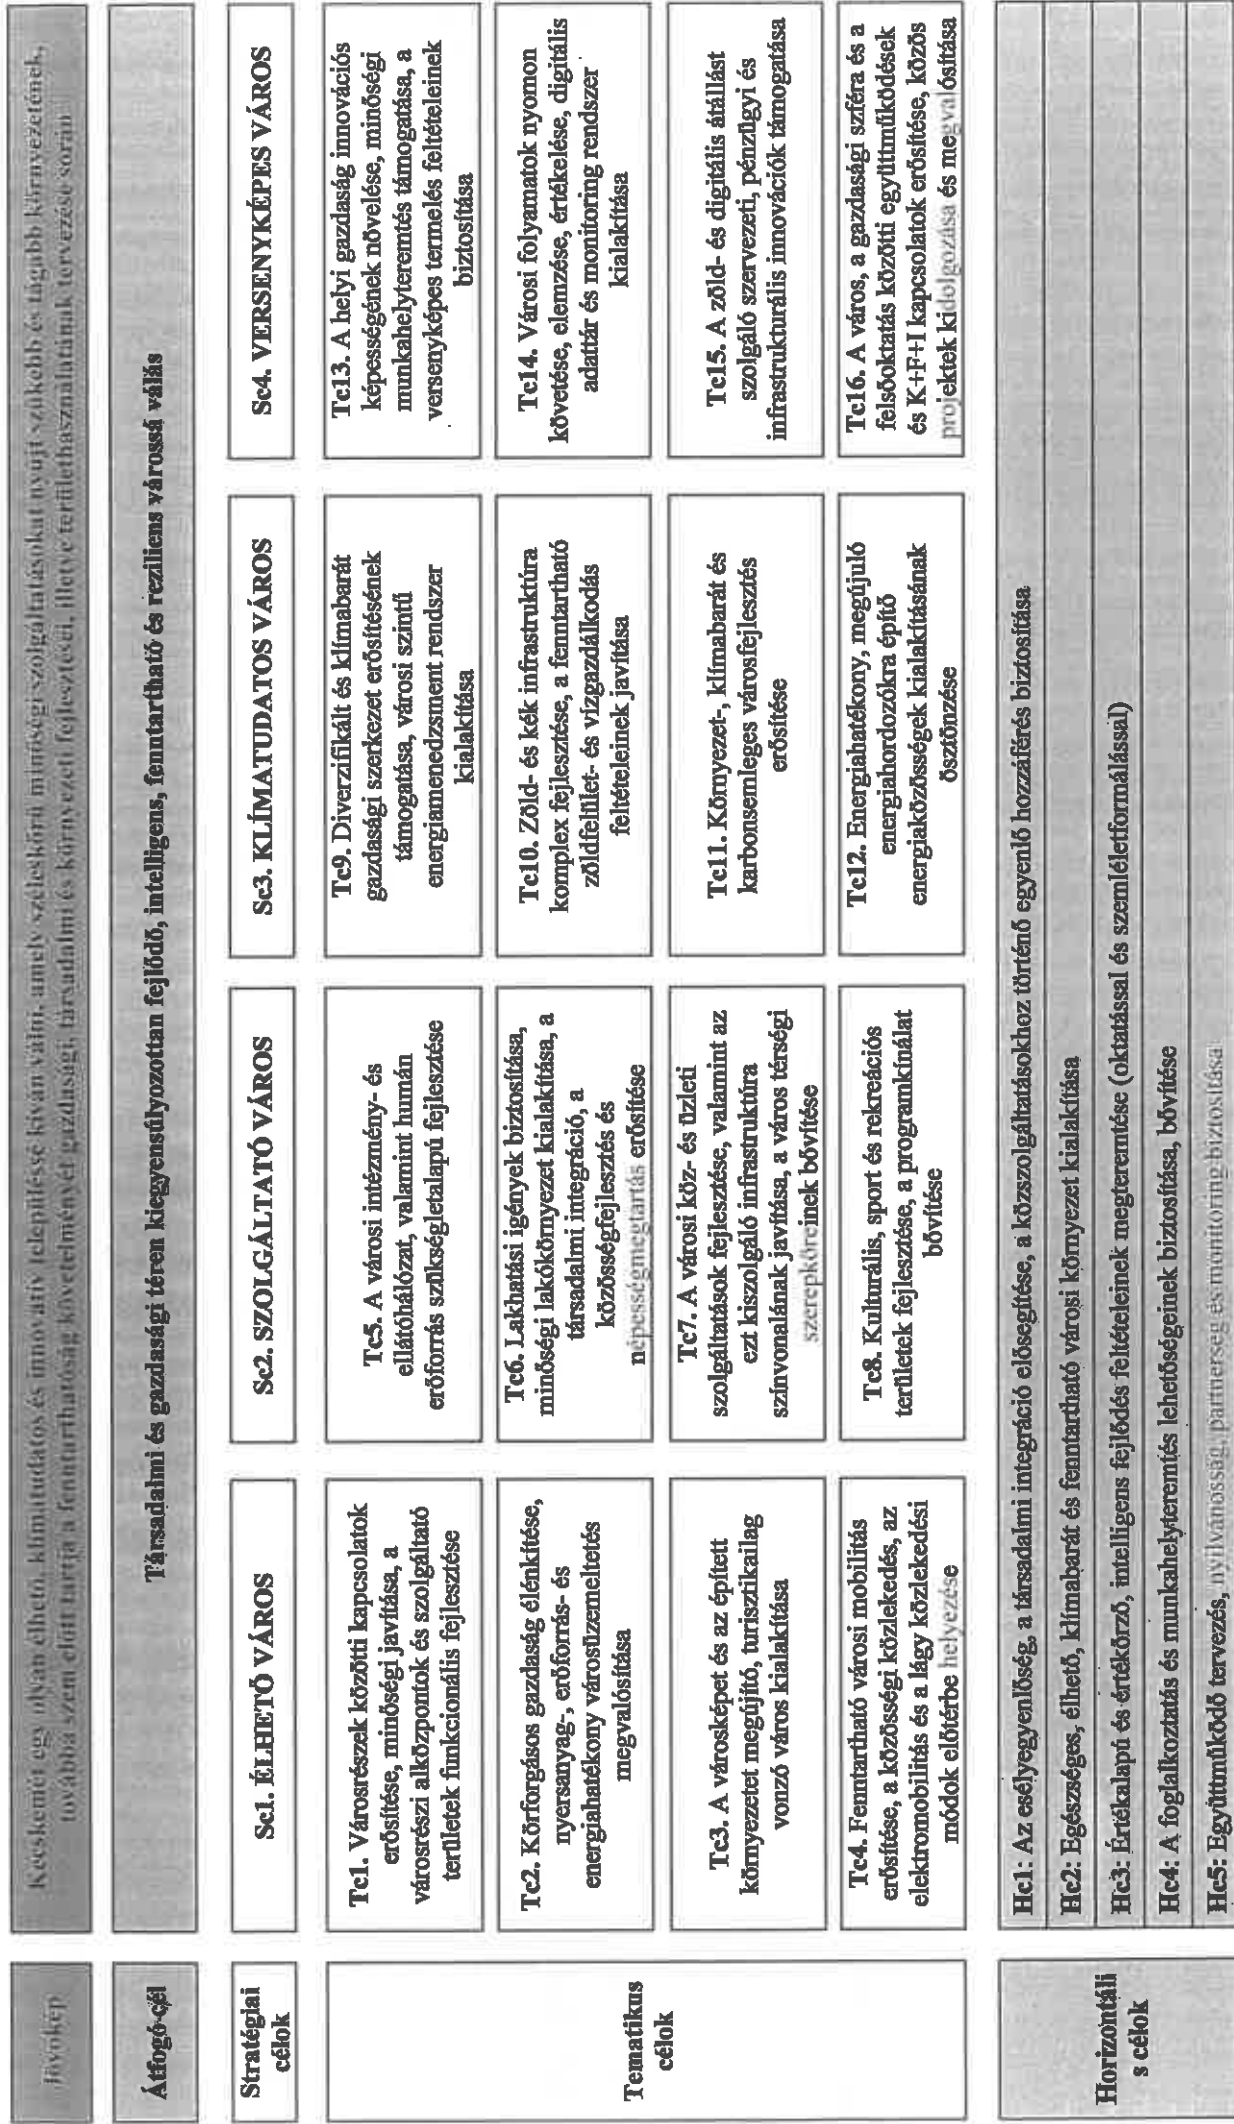 Jövőkép
Kecskemét egy olyan élhető, klímatudatos és innovatív településsé kíván válni, amely széleskörű minőségi szolgáltatásokat nyújt szűkebb és tágabb környezetének,
továbbá szem előtt tartja a fenntarthatóság követelményét gazdasági, társadalmi és környezeti fejlesztései, illetve területhasználatának tervezése során
Átfogó cél
Társadalmi és gazdasági téren kiegyensúlyozottan fejlődő, intelligens, fenntartható és reziliens várossá válás
Stratégiai
célok
Sc1. ÉLHETŐ VÁROS
Sc2. SZOLGÁLTATÓ VÁROS
Sc3. KLÍMATUDATOS VÁROS
Sc4. VERSENYKÉPES VÁROS
Tematikus
célok
Tc1. Városrészek közötti kapcsolatok
erősítése, minőségi javítása, a
városrészi alközpontok és szolgáltató
területek funkcionális fejlesztése
Tc5. A városi intézmény- és
ellátóhálózat, valamint humán
erőforrás szükségletalapú fejlesztése
Tc9. Diverzifikált és klímabarát
gazdasági szerkezet erősítésének
támogatása, városi szintű
energiamenedzsment rendszer
kialakítása
Tc13. A helyi gazdaság innovációs
képességének növelése, minőségi
munkahelyteremtés támogatása, a
versenyképes termelés feltételeinek
biztosítása
Tc2. Körforgásos gazdaság élénkítése,
nyersanyag-, erőforrás- és
energiahatékony városüzemeltetés
megvalósítása
Tc6. Lakhatási igények biztosítása,
minőségi lakókörnyezet kialakítása, a
társadalmi integráció, a
közösségfejlesztés és
népességmegtartás erősítése
Tc10. Zöld- és kék infrastruktúra
komplex fejlesztése, a fenntartható
zöldfelület- és vízgazdálkodás
feltételeinek javítása
Tc14. Városi folyamatok nyomon
követése, elemzése, értékelése, digitális
adattár és monitoring rendszer
kialakítása
Tc3. A városképet és az épített
környezetet megújító, turisztikailag
vonzó város kialakítása
Tc7. A városi köz- és üzleti
szolgáltatások fejlesztése, valamint az
ezt kiszolgáló infrastruktúra
színvonalának javítása, a város térségi
szerepköreinek bővítése
Tc11. Környezet-, klímabarát és
karbonsemleges városfejlesztés
erősítése
Tc15. A zöld- és digitális átállást
szolgáló szervezeti, pénzügyi és
infrastrukturális innovációk támogatása
Tc4. Fenntartható városi mobilitás
erősítése, a közösségi közlekedés, az
elektromobilitás és a lágy közlekedési
módok előtérbe helyezése
Tc8. Kulturális, sport és rekreációs
területek fejlesztése, a programkínálat
bővítése
Tc12. Energiahatékony, megújuló
energiahordozókra építő
energiaközösségek kialakításának
ösztönzése
Tc16. A város, a gazdasági szféra és a
felsőoktatás közötti együttműködések
és K+F+I kapcsolatok erősítése, közös
projektek kidolgozása és megvalósítása
Horizontáli
s célok
Hc1: Az esélyegyenlőség, a társadalmi integráció elősegítése, a közszolgáltatásokhoz történő egyenlő hozzáférés biztosítása
Hc2: Egészséges, élhető, klímabarát és fenntartható városi környezet kialakítása
Hc3: Értékalapú és értékőrző, intelligens fejlődés feltételeinek megteremtése (oktatással és szemléletformálással)
Hc4: A foglalkoztatás és munkahelyteremtés lehetőségeinek biztosítása, bővítése
Hc5: Együttműködő tervezés, nyilvánosság, partnerség és monitoring biztosítása